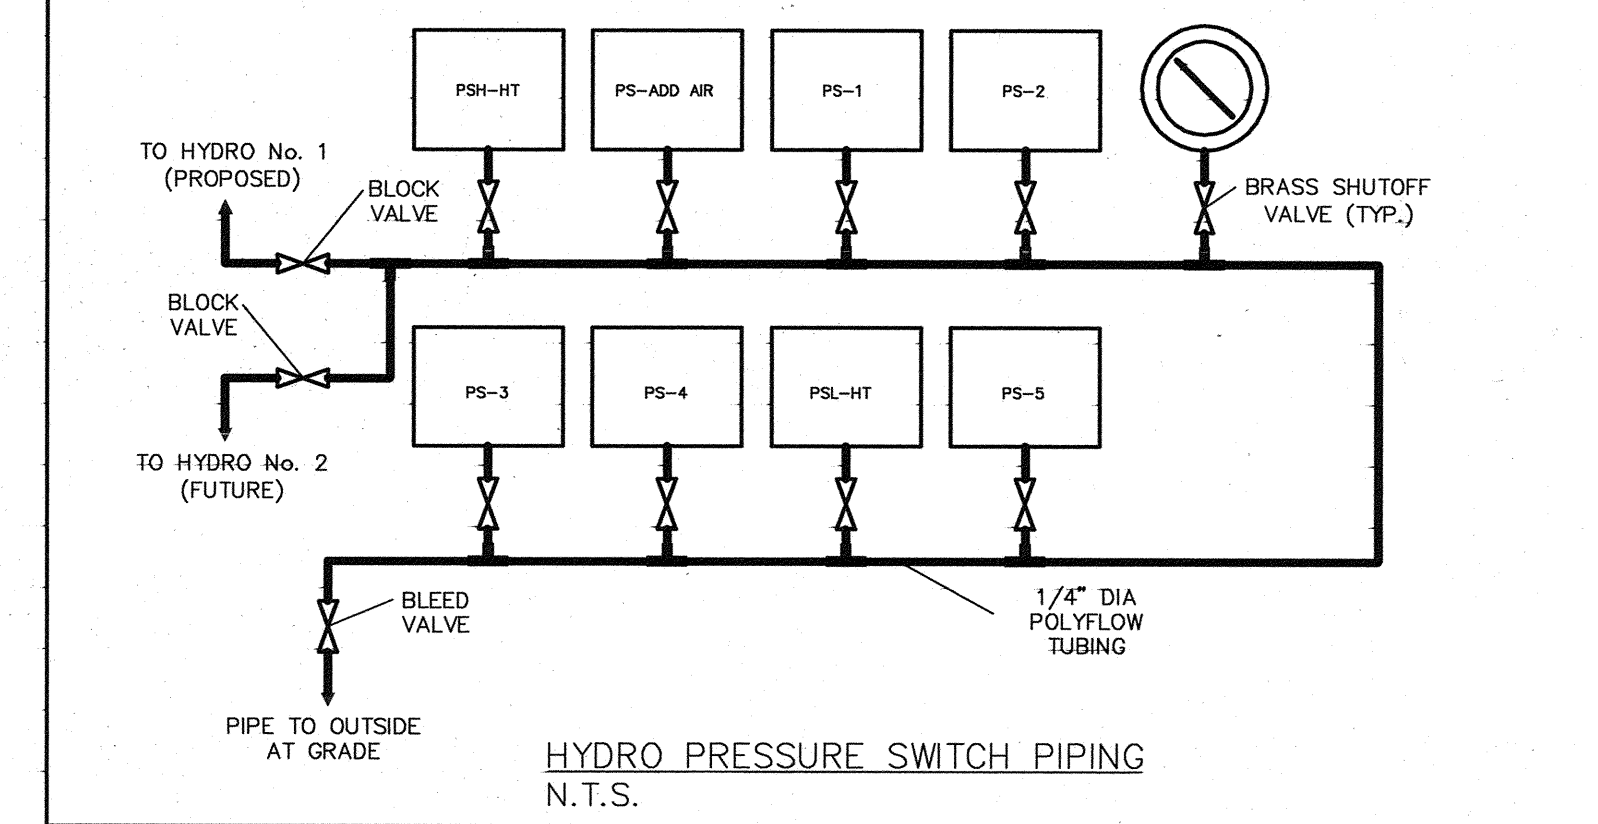 PSH-HT
PS-ADD AIR
PS-1
PS-2
TO HYDRO No. 1
(PROPOSED)
BLOCK
VALVE
BRASS SHUTOFF
VALVE (TYP.)
BLOCK
VALVE
PS-3
PS-4
PSL-HT
PS-5
TO HYDRO No. 2
(FUTURE)
BLEED
VALVE
1/4" DIA
POLYFLOW
TUBING
PIPE TO OUTSIDE
AT GRADE
HYDRO PRESSURE SWITCH PIPING
N.T.S.